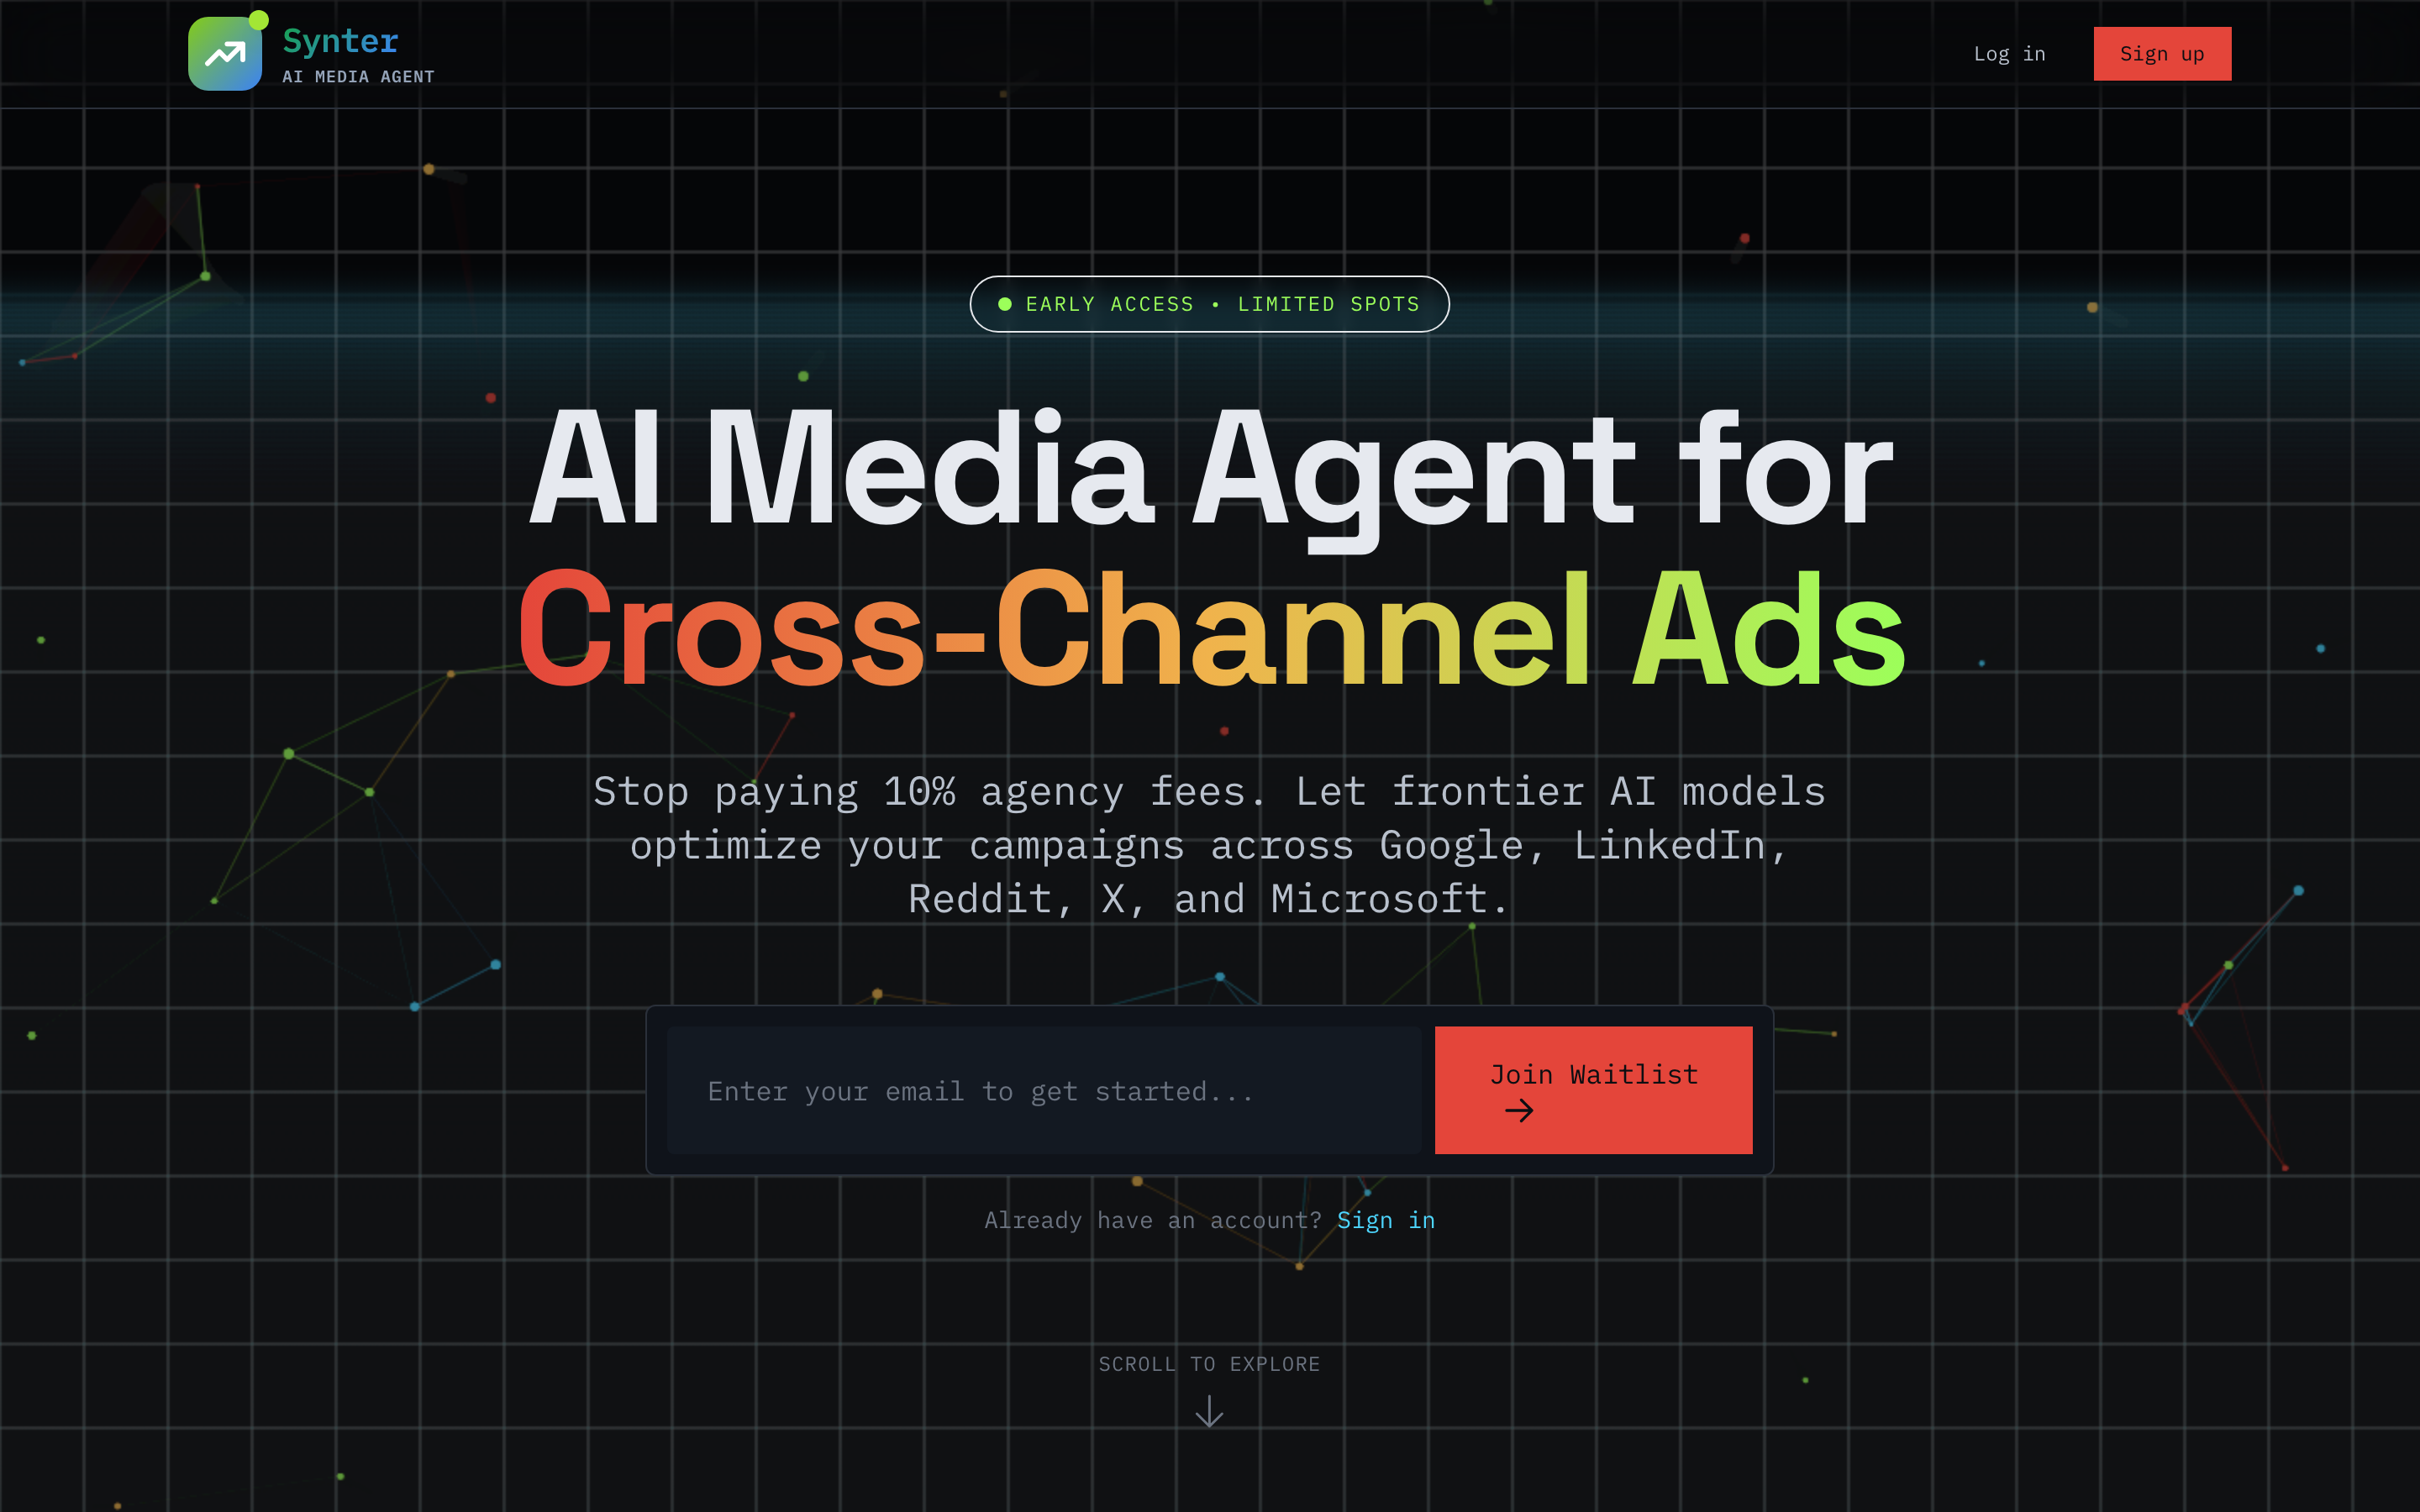 Synter
AI MEDIA AGENT
Log in
Sign up
EARLY ACCESS • LIMITED SPOTS
AI Media Agent for
Cross-Channel Ads
Stop paying 10% agency fees. Let frontier AI models
optimize your campaigns across Google, LinkedIn,
Reddit, X, and Microsoft.
Enter your email to get started...
Join Waitlist
→
Already have an account? Sign in
SCROLL TO EXPLORE
↓